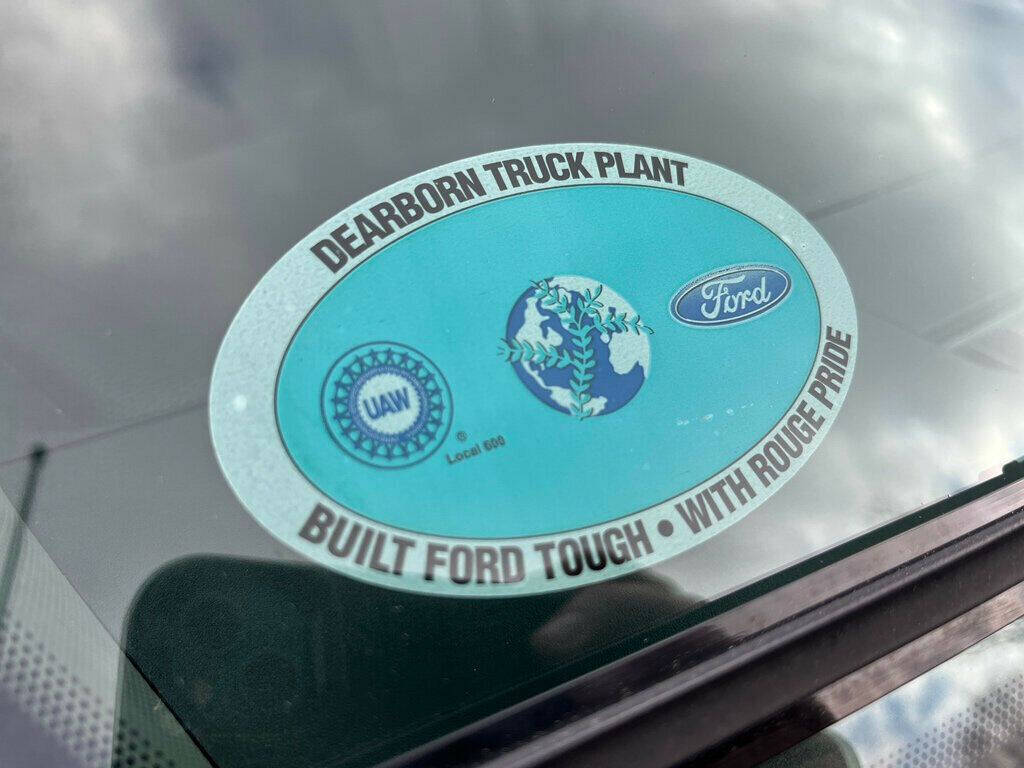 DEARBORN TRUCK PLANT
Ford
UAW
®
Local 600
BUILT FORD TOUGH • WITH ROUGE PRIDE